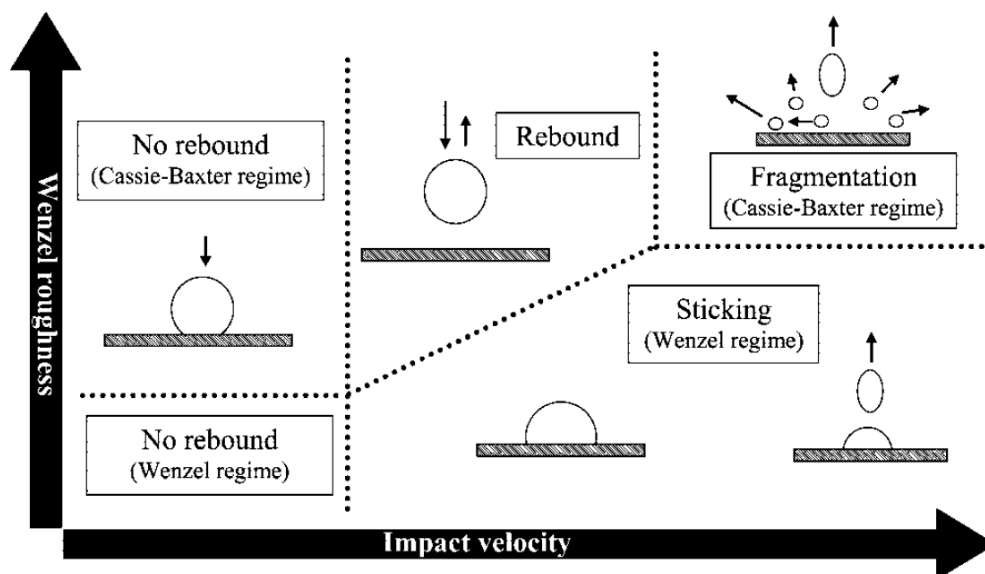 Wenzel roughness
No rebound
(Cassie-Baxter regime)
Rebound
Fragmentation
(Cassie-Baxter regime)
Sticking
(Wenzel regime)
No rebound
(Wenzel regime)
Impact velocity